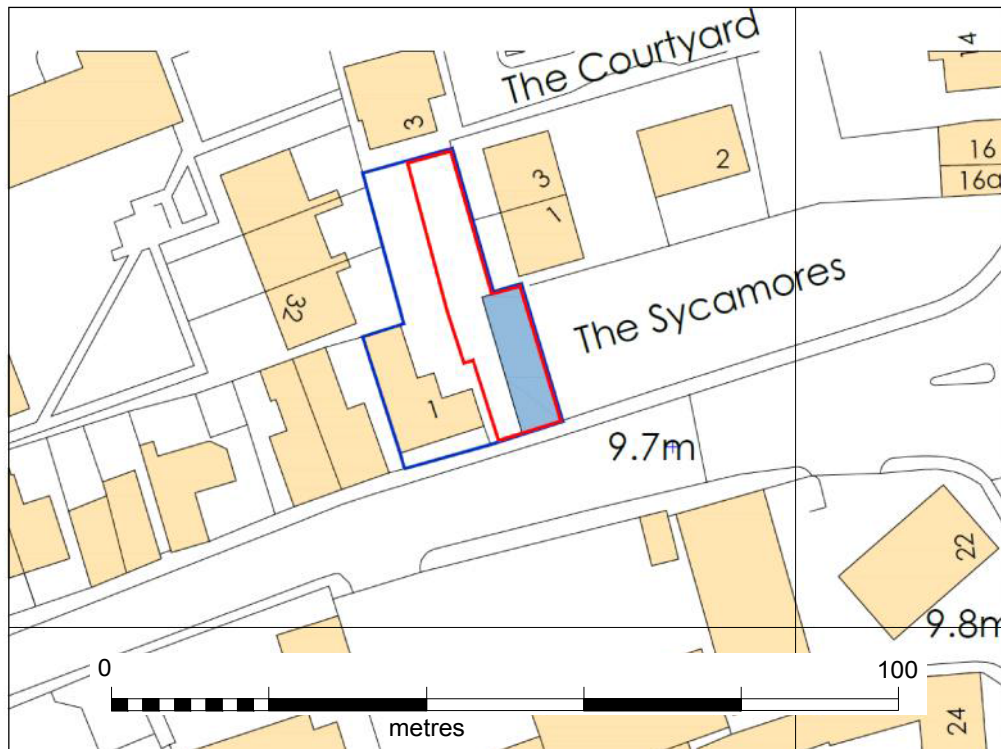 14
The Courtyard
3
16
3
2
16a
1
The Sycamores
32
1
9.7m
22
9.8m
0
100
metres
24